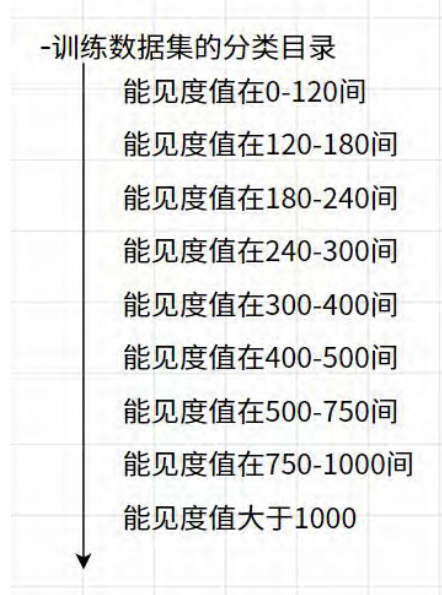 -训练数据集的分类目录
能见度值在0-120间
能见度值在120-180间
能见度值在180-240间
能见度值在240-300间
能见度值在300-400间
能见度值在400-500间
能见度值在500-750间
能见度值在750-1000间
能见度值大于1000